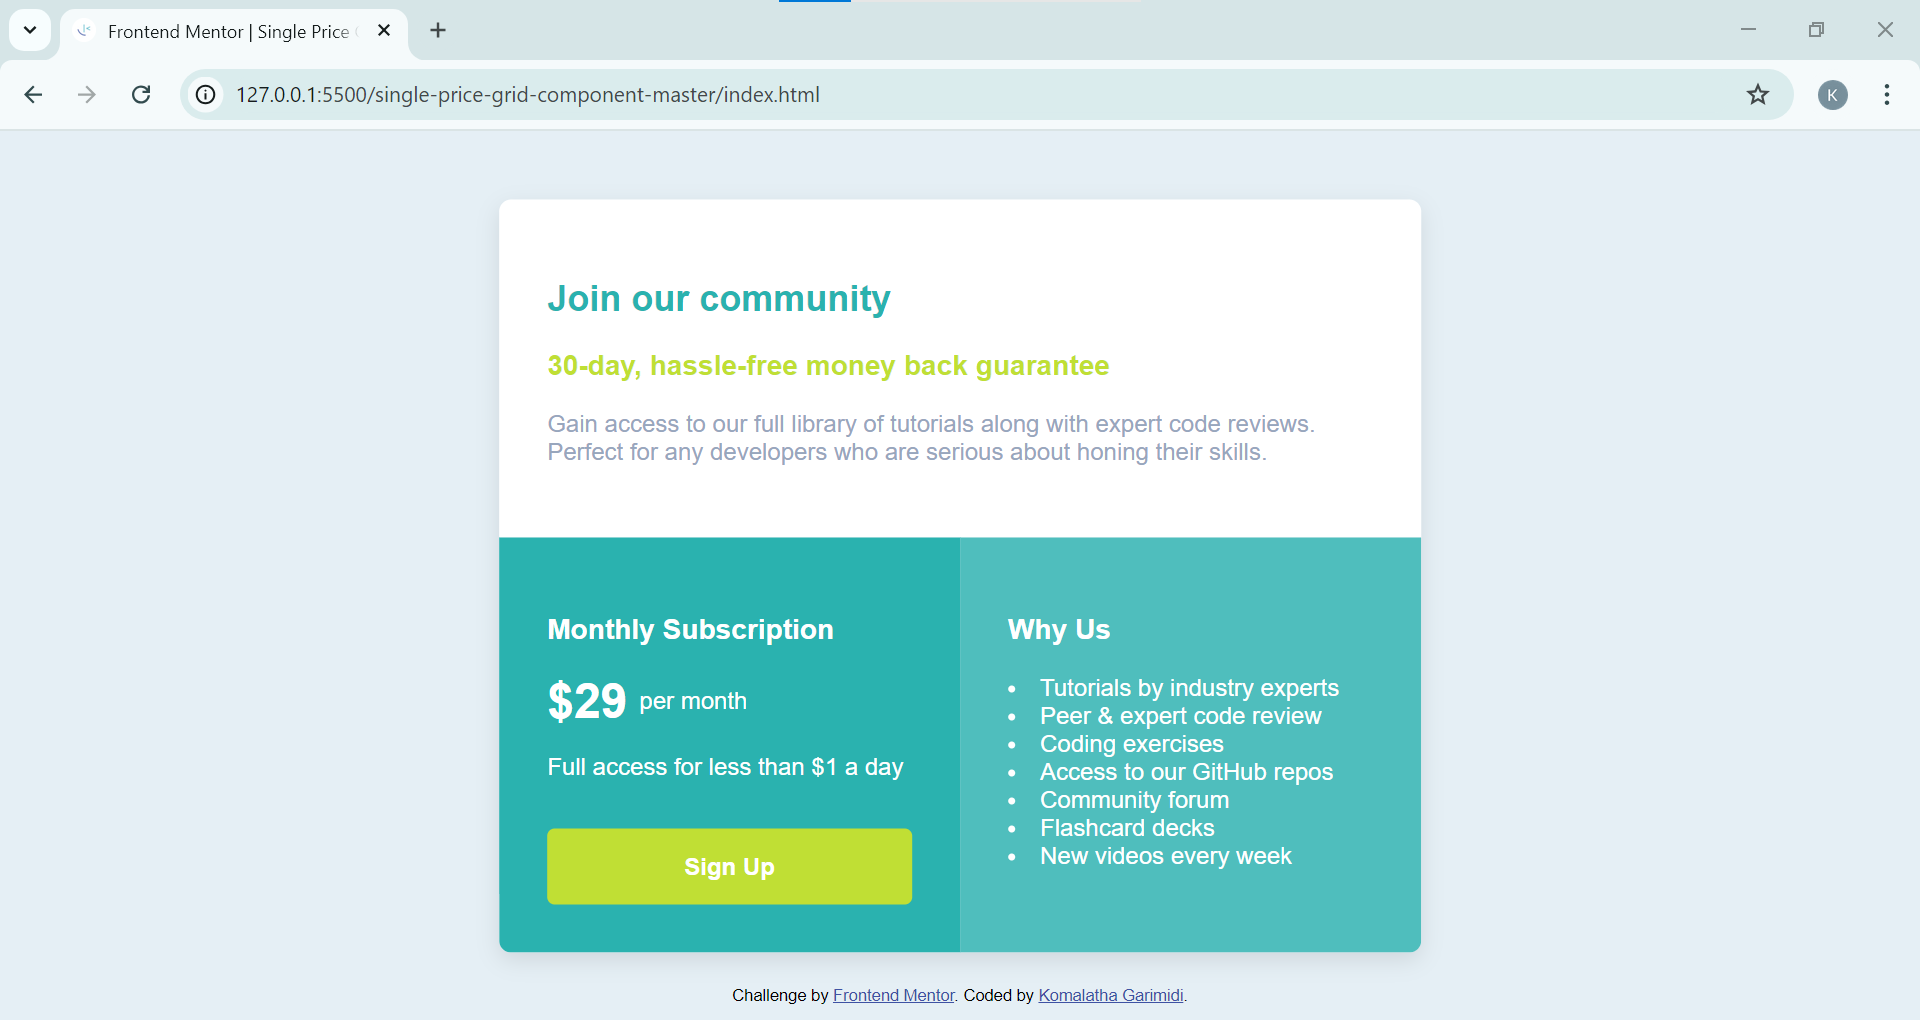 Frontend Mentor | Single Price
127.0.0.1:5500/single-price-grid-component-master/index.html
K
Join our community
30-day, hassle-free money back guarantee
Gain access to our full library of tutorials along with expert code reviews.
Perfect for any developers who are serious about honing their skills.
Monthly Subscription
$29 per month
Full access for less than $1 a day
Sign Up
Why Us
• Tutorials by industry experts
• Peer & expert code review
• Coding exercises
• Access to our GitHub repos
• Community forum
• Flashcard decks
• New videos every week
Challenge by Frontend Mentor. Coded by Komalatha Garimidi.